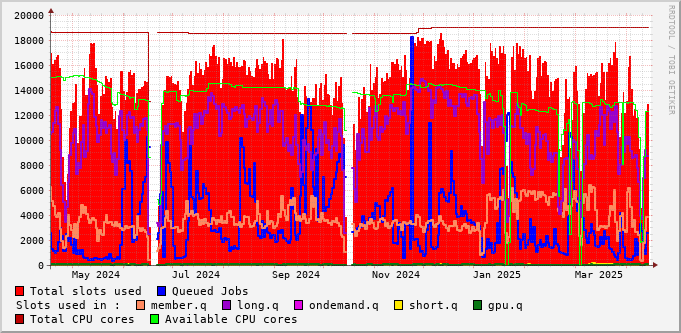 20000
18000
16000
14000
12000
10000
8000
6000
4000
2000
0
May 2024 Jul 2024 Sep 2024 Nov 2024 Jan 2025 Mar 2025
RRDTOOL / TOBI OETIKER
Total slots used Queued Jobs
Slots used in : member.q long.q ondemand.q short.q gpu.q
Total CPU cores Available CPU cores